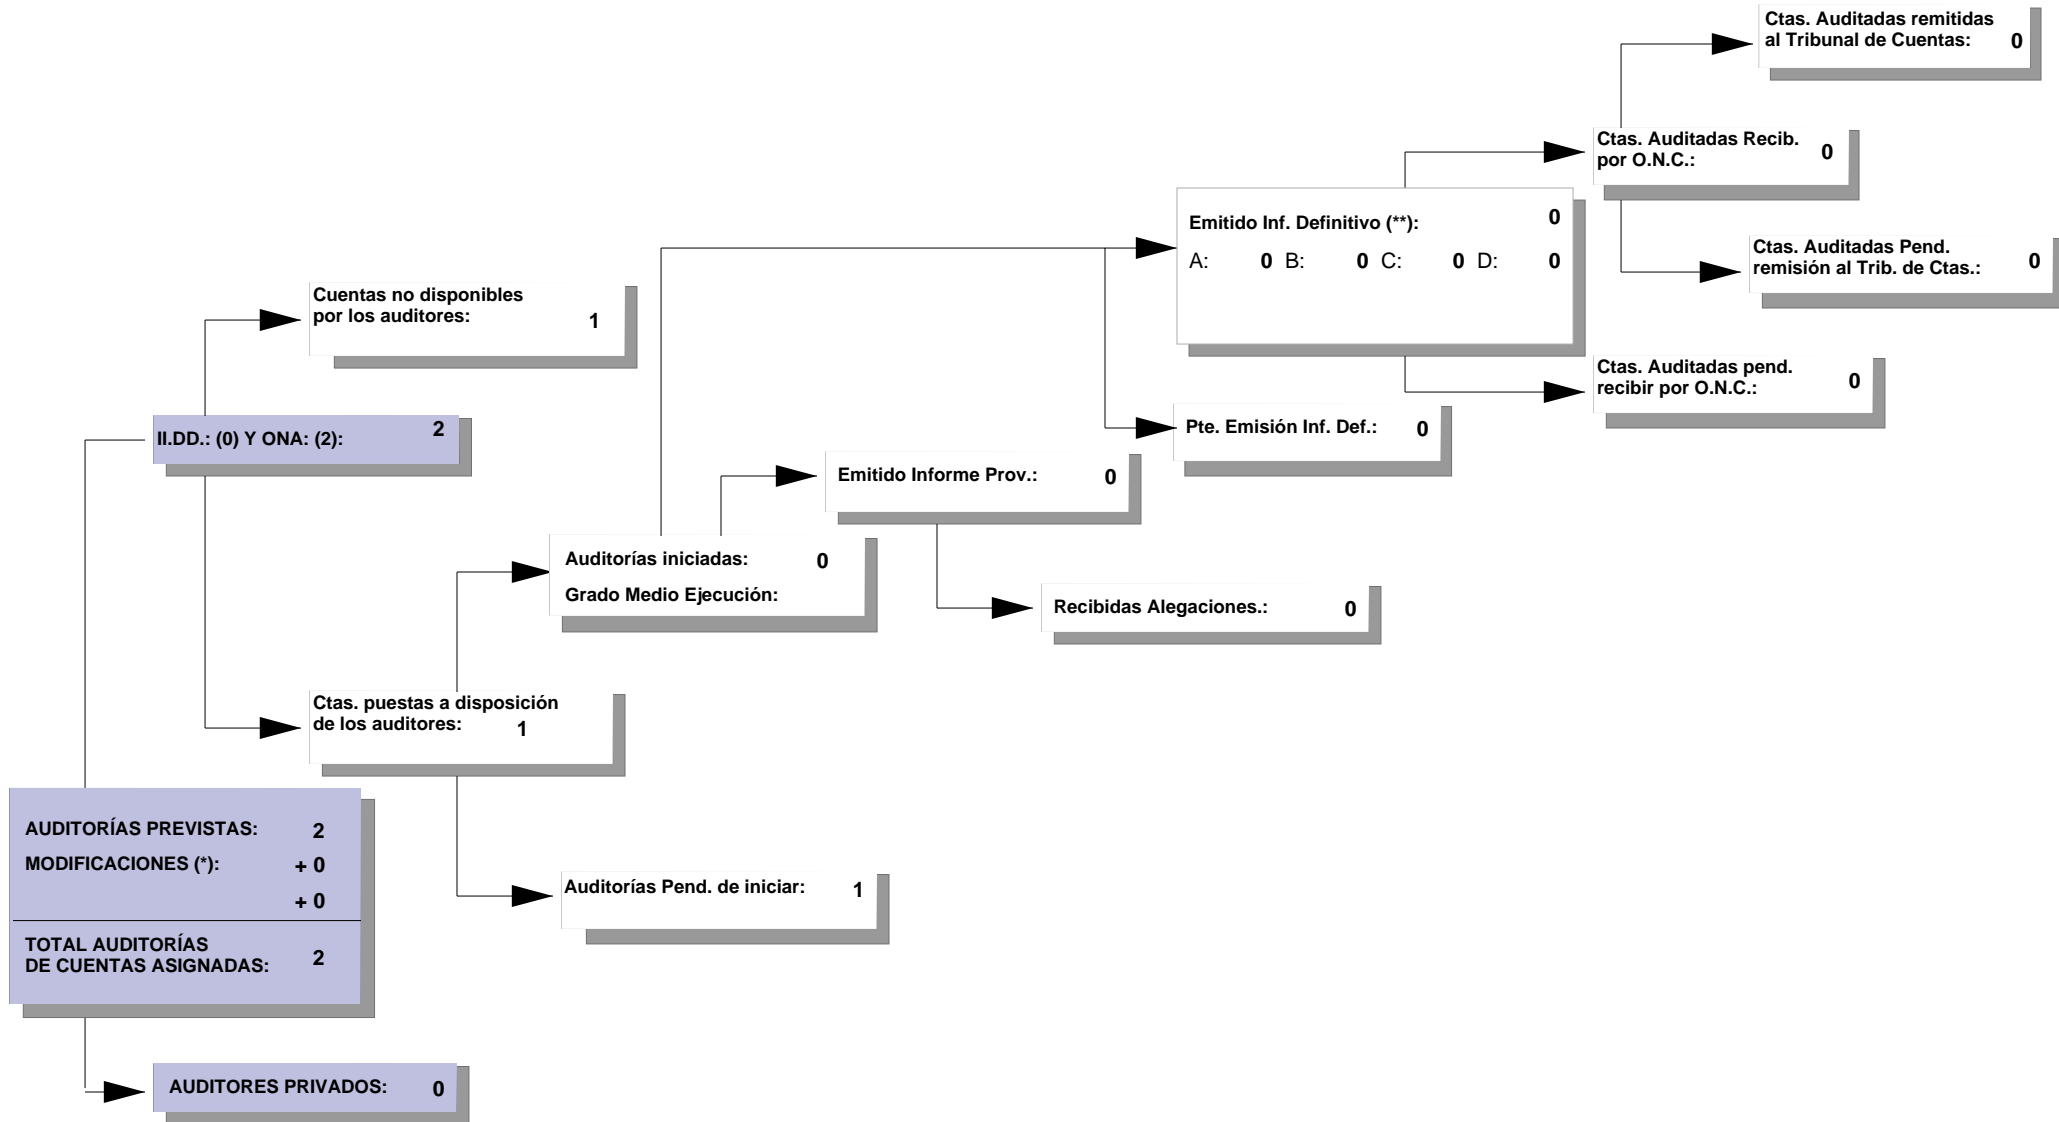 Ctas. Auditadas remitidas
al Tribunal de Cuentas: 0
Ctas. Auditadas Recib.
por O.N.C.: 0
Emitido Inf. Definitivo (**): 0
A: 0 B: 0 C: 0 D: 0
Ctas. Auditadas Pend.
remisión al Trib. de Ctas.: 0
Cuentas no disponibles
por los auditores: 1
Ctas. Auditadas pend.
recibir por O.N.C.: 0
II.DD.: (0) Y ONA: (2): 2
Pte. Emisión Inf. Def.: 0
Emitido Informe Prov.: 0
Auditorías iniciadas: 0
Grado Medio Ejecución:
Recibidas Alegaciones.: 0
Ctas. puestas a disposición
de los auditores: 1
AUDITORÍAS PREVISTAS: 2
MODIFICACIONES (*): + 0
+ 0
TOTAL AUDITORÍAS
DE CUENTAS ASIGNADAS: 2
Auditorías Pend. de iniciar: 1
AUDITORES PRIVADOS: 0